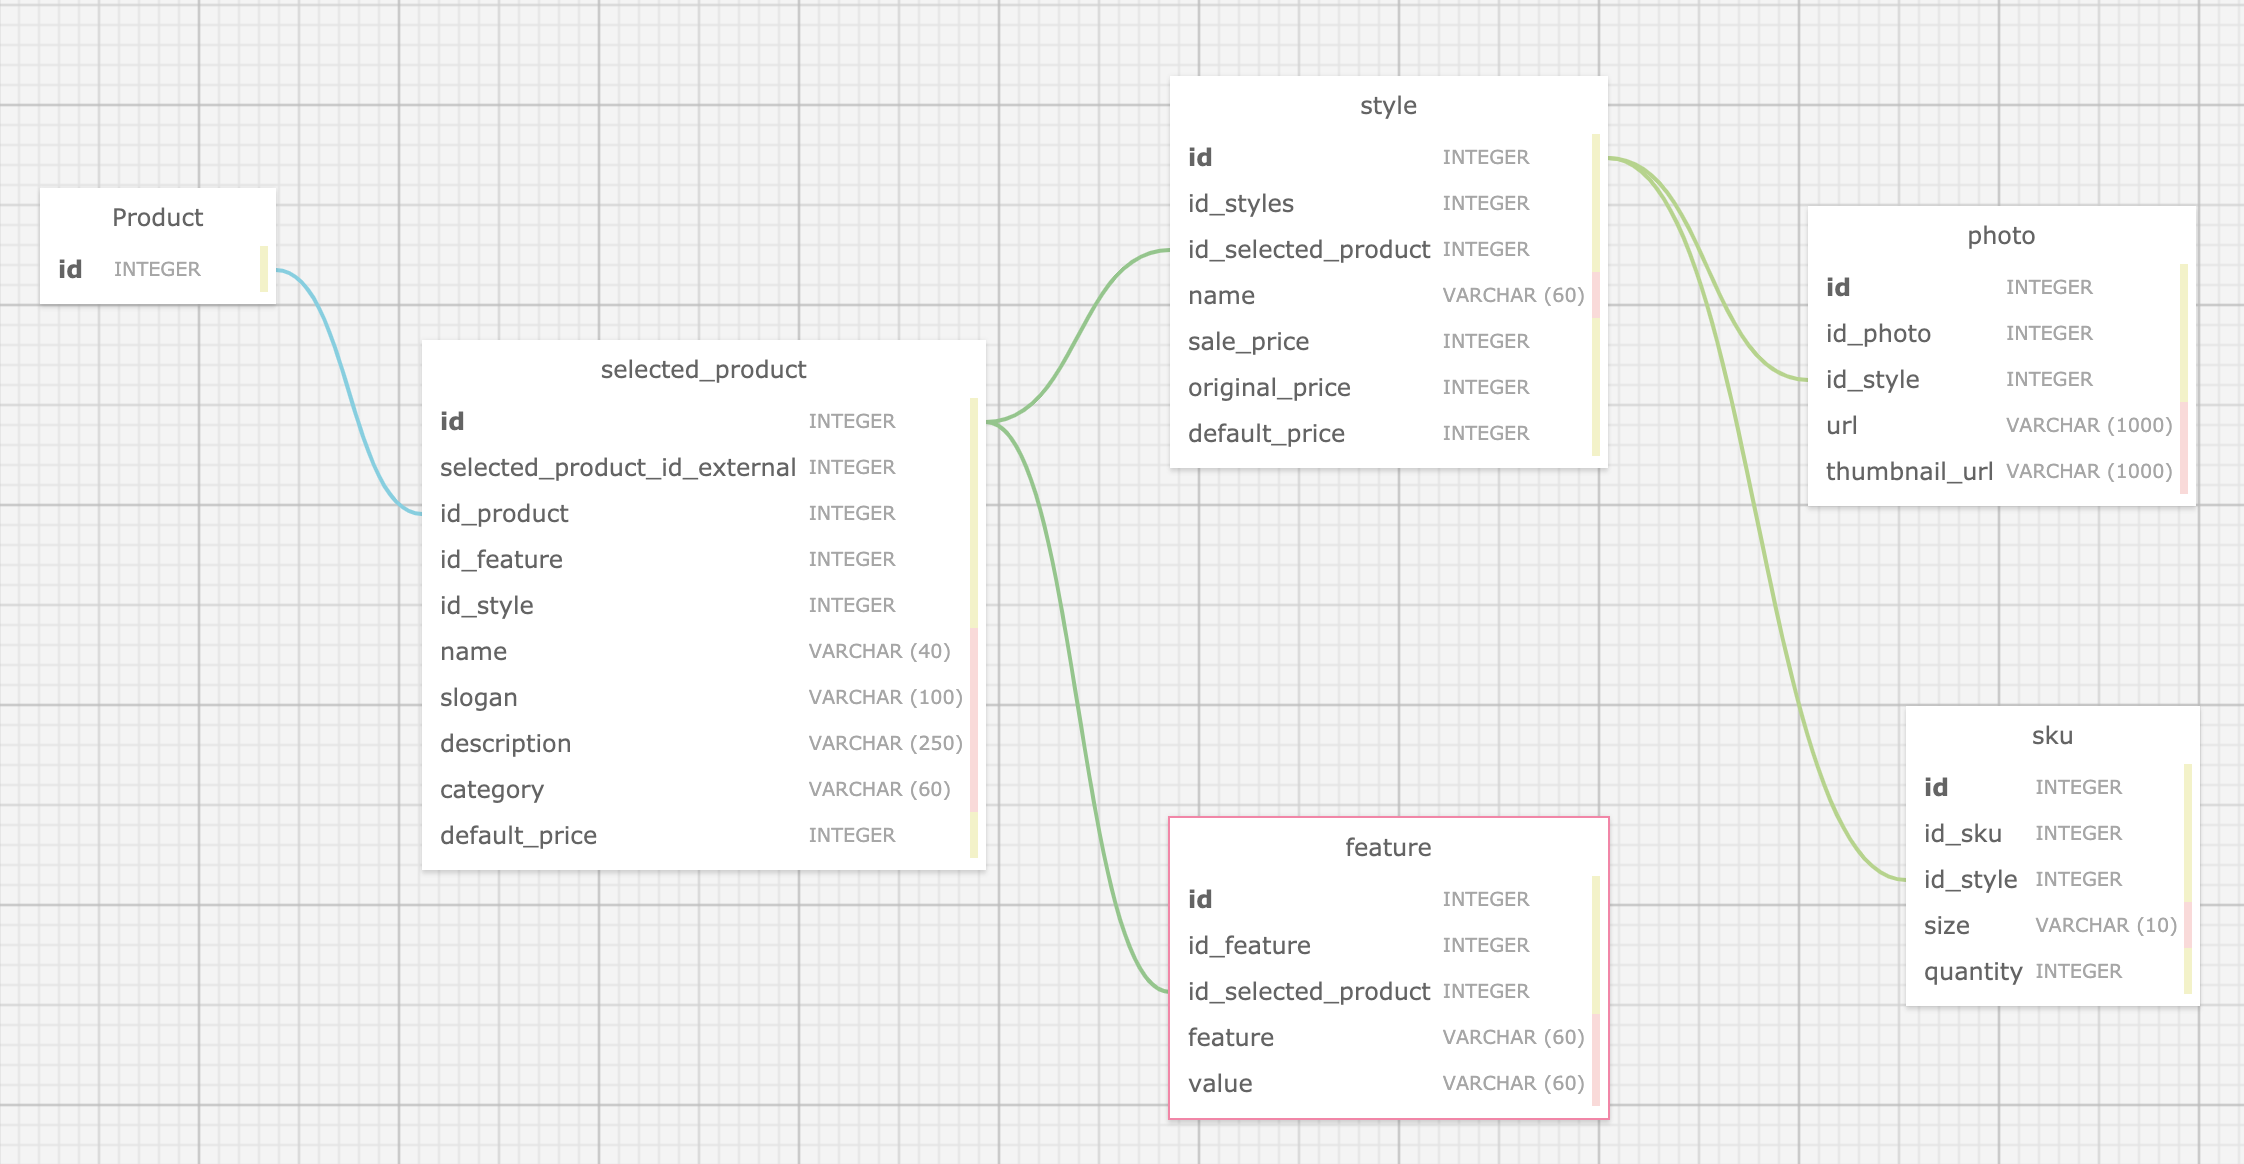 Product
id INTEGER
selected_product
id INTEGER
selected_product_id_external INTEGER
id_product INTEGER
id_feature INTEGER
id_style INTEGER
name VARCHAR (40)
slogan VARCHAR (100)
description VARCHAR (250)
category VARCHAR (60)
default_price INTEGER
style
id INTEGER
id_styles INTEGER
id_selected_product INTEGER
name VARCHAR (60)
sale_price INTEGER
original_price INTEGER
default_price INTEGER
feature
id INTEGER
id_feature INTEGER
id_selected_product INTEGER
feature VARCHAR (60)
value VARCHAR (60)
photo
id INTEGER
id_photo INTEGER
id_style INTEGER
url VARCHAR (1000)
thumbnail_url VARCHAR (1000)
sku
id INTEGER
id_sku INTEGER
id_style INTEGER
size VARCHAR (10)
quantity INTEGER